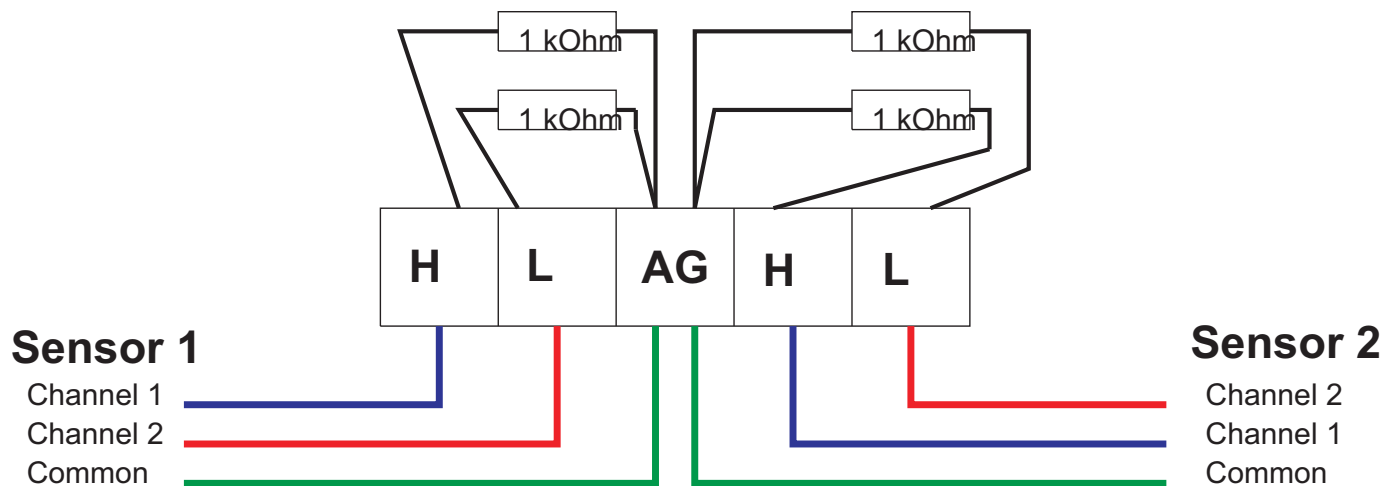 1 kOhm 1 kOhm
1 kOhm 1 kOhm
H L AG H L
Sensor 1
Channel 1
Channel 2
Common
Sensor 2
Channel 2
Channel 1
Common